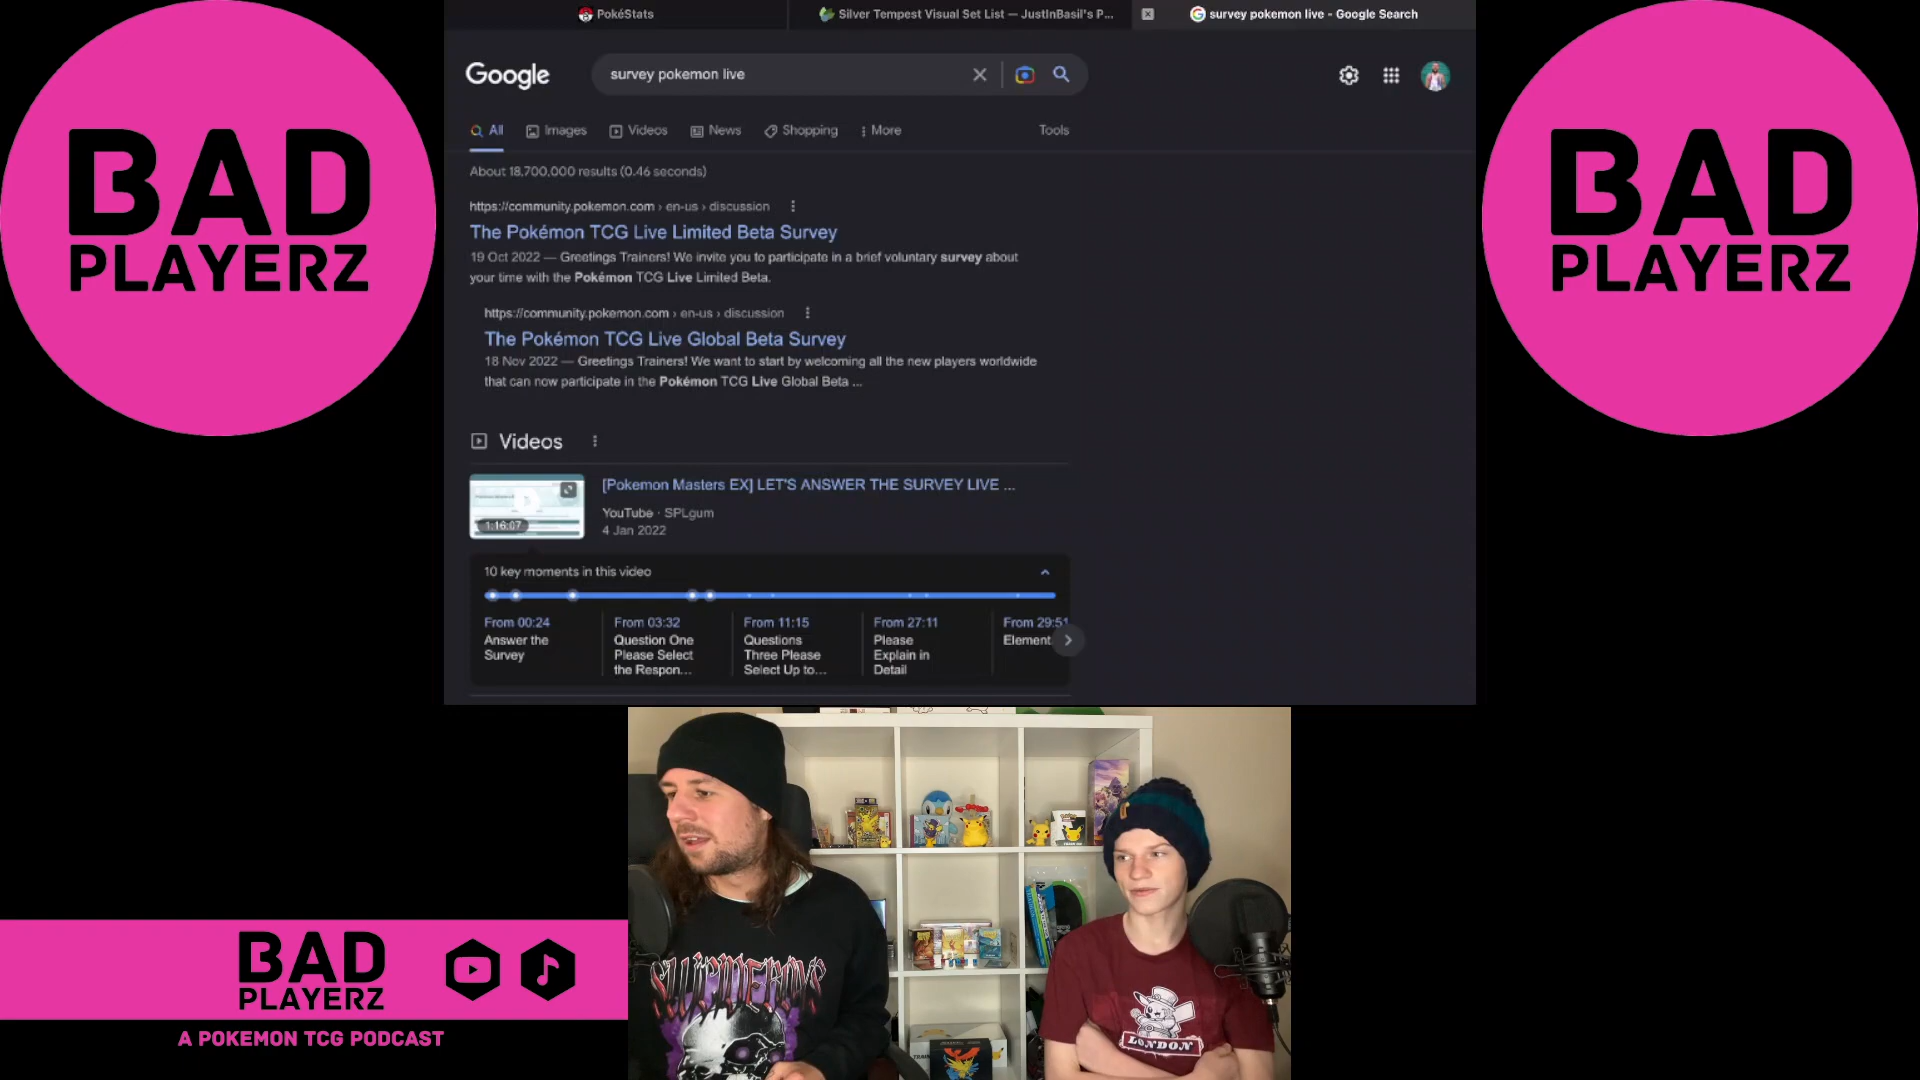 PokéStats
Silver Tempest Visual Set List — JustInBasil's P...
survey pokemon live - Google Search
Google
survey pokemon live
All
Images
Videos
News
Shopping
More
Tools
About 18,700,000 results (0.46 seconds)
https://community.pokemon.com › en-us › discussion
The Pokémon TCG Live Limited Beta Survey
19 Oct 2022 — Greetings Trainers! We invite you to participate in a brief voluntary survey about
your time with the Pokémon TCG Live Limited Beta.
https://community.pokemon.com › en-us › discussion
The Pokémon TCG Live Global Beta Survey
18 Nov 2022 — Greetings Trainers! We want to start by welcoming all the new players worldwide
that can now participate in the Pokémon TCG Live Global Beta ...
Videos
1:16:07
[Pokemon Masters EX] LET'S ANSWER THE SURVEY LIVE ...
YouTube · SPLgum
4 Jan 2022
10 key moments in this video
From 00:24
Answer the
Survey
From 03:32
Question One
Please Select
the Respon...
From 11:15
Questions
Three Please
Select Up to...
From 27:11
Please
Explain in
Detail
From 29:51
Element
BAD
PLAYERZ
BAD
PLAYERZ
BAD
PLAYERZ
A POKEMON TCG PODCAST
LONDON